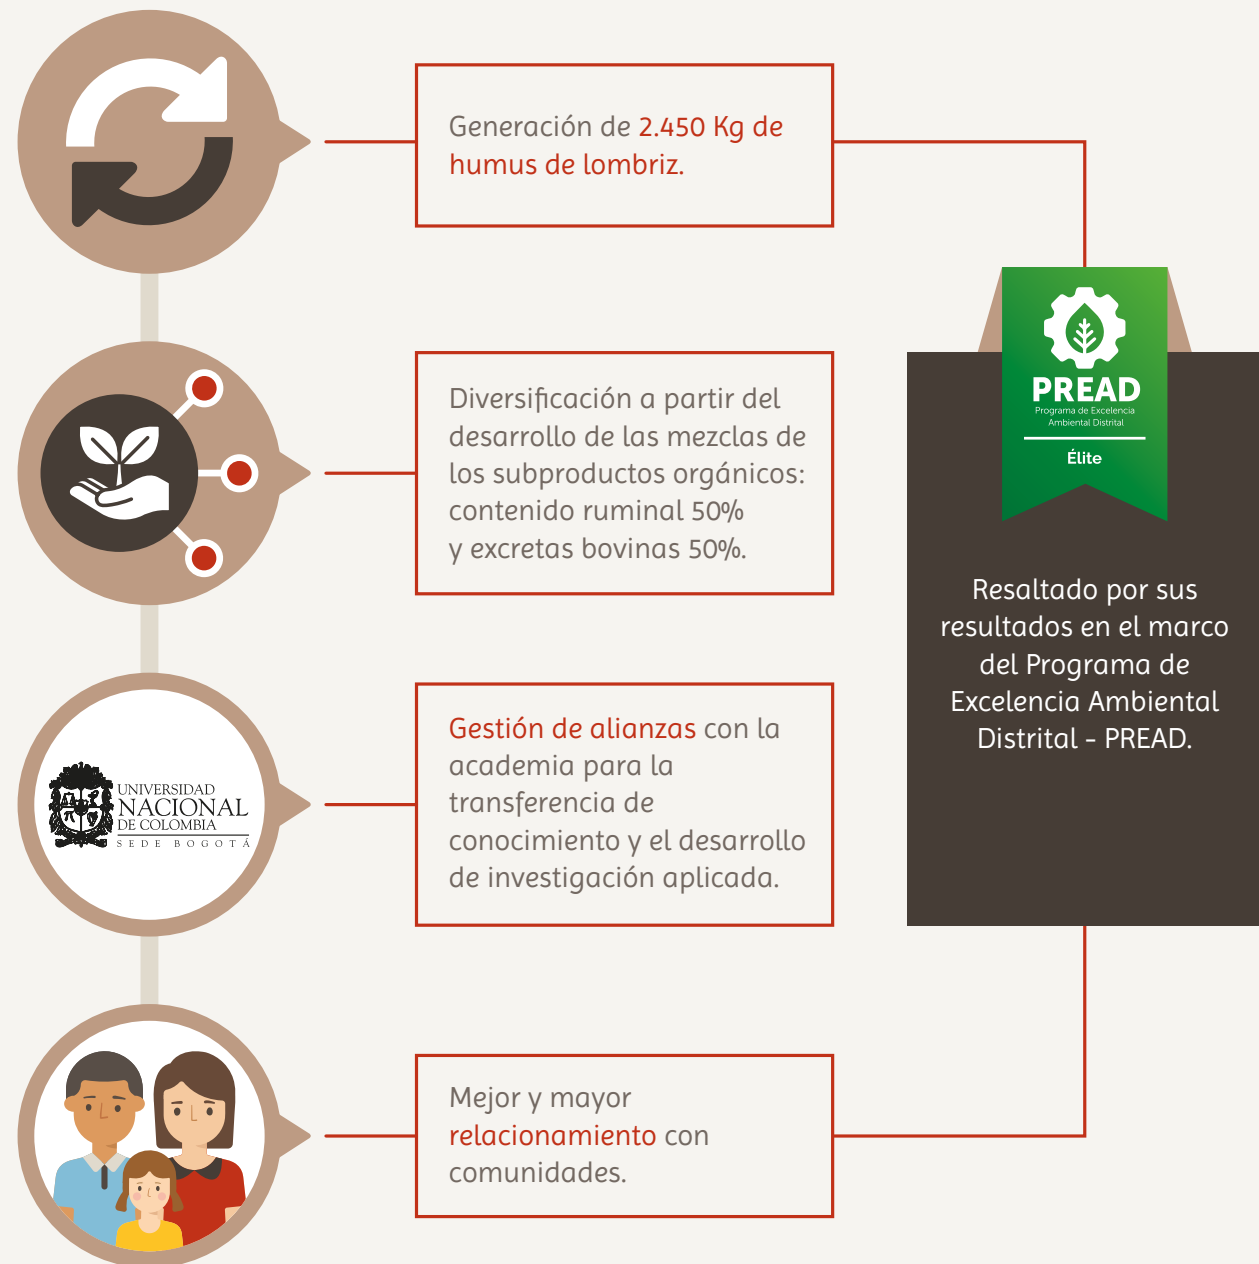 Generación de 2.450 Kg de
humus de lombriz.
Diversificación a partir del
desarrollo de las mezclas de
los subproductos orgánicos:
contenido ruminal 50%
y excretas bovinas 50%.
UNIVERSIDAD
NACIONAL
DE COLOMBIA
SEDE BOGOTÁ
Gestión de alianzas con la
academia para la
transferencia de
conocimiento y el desarrollo
de investigación aplicada.
Mejor y mayor
relacionamiento con
comunidades.
PREAD
Programa de Excelencia
Ambiental Distrital
Élite
Resaltado por sus
resultados en el marco
del Programa de
Excelencia Ambiental
Distrital - PREAD.